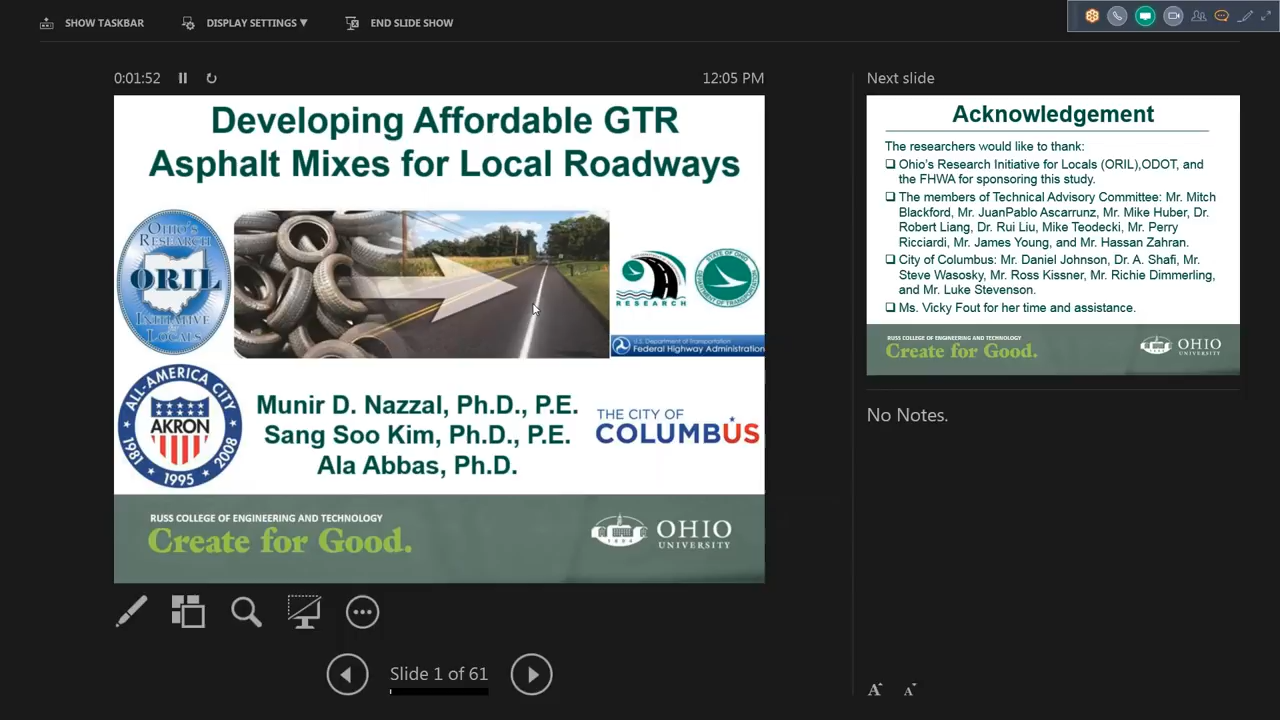 SHOW TASKBAR
DISPLAY SETTINGS ▼
END SLIDE SHOW
0:01:52
12:05 PM
Developing Affordable GTR
Asphalt Mixes for Local Roadways
OHIO'S RESEARCH
ORIL
INITIATIVE
LOCALS
RESEARCH
STATE OF OHIO
DEPARTMENT OF TRANSPORTATION
U.S. Department of Transportation
Federal Highway Administration
ALL-AMERICA CITY
AKRON
1981 ★ 1995 ★ 2008
Munir D. Nazzal, Ph.D., P.E.
Sang Soo Kim, Ph.D., P.E.
Ala Abbas, Ph.D.
THE CITY OF
COLUMBUS
RUSS COLLEGE OF ENGINEERING AND TECHNOLOGY
Create for Good.
1804
OHIO
UNIVERSITY
Slide 1 of 61
Next slide
Acknowledgement
The researchers would like to thank:
❑ Ohio's Research Initiative for Locals (ORIL),ODOT, and
the FHWA for sponsoring this study.
❑ The members of Technical Advisory Committee: Mr. Mitch
Blackford, Mr. JuanPablo Ascarrunz, Mr. Mike Huber, Dr.
Robert Liang, Dr. Rui Liu, Mike Teodecki, Mr. Perry
Ricciardi, Mr. James Young, and Mr. Hassan Zahran.
❑ City of Columbus: Mr. Daniel Johnson, Dr. A. Shafi, Mr.
Steve Wasosky, Mr. Ross Kissner, Mr. Richie Dimmerling,
and Mr. Luke Stevenson.
❑ Ms. Vicky Fout for her time and assistance.
RUSS COLLEGE OF ENGINEERING AND TECHNOLOGY
Create for Good.
OHIO
UNIVERSITY
No Notes.
A A